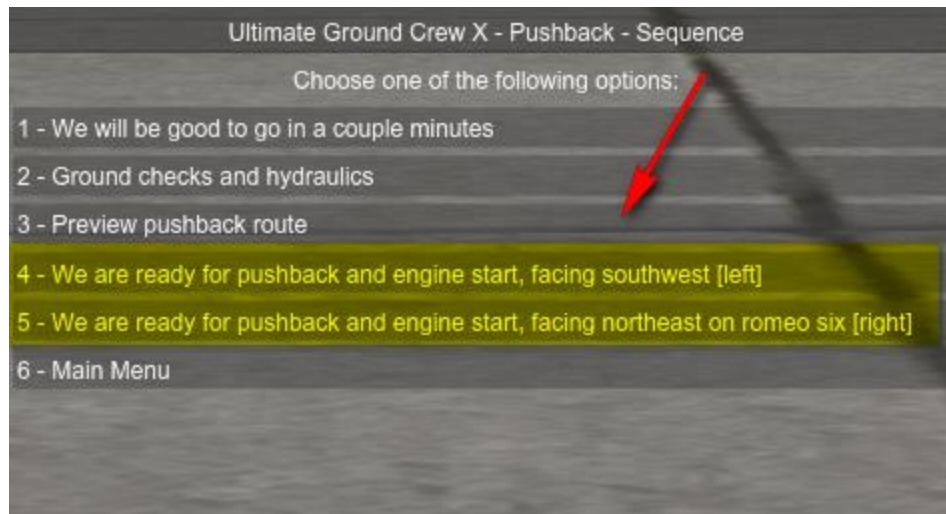 Ultimate Ground Crew X - Pushback - Sequence
Choose one of the following options:
1 - We will be good to go in a couple minutes
2 - Ground checks and hydraulics
3 - Preview pushback route
4 - We are ready for pushback and engine start, facing southwest [left]
5 - We are ready for pushback and engine start, facing northeast on romeo six [right]
6 - Main Menu